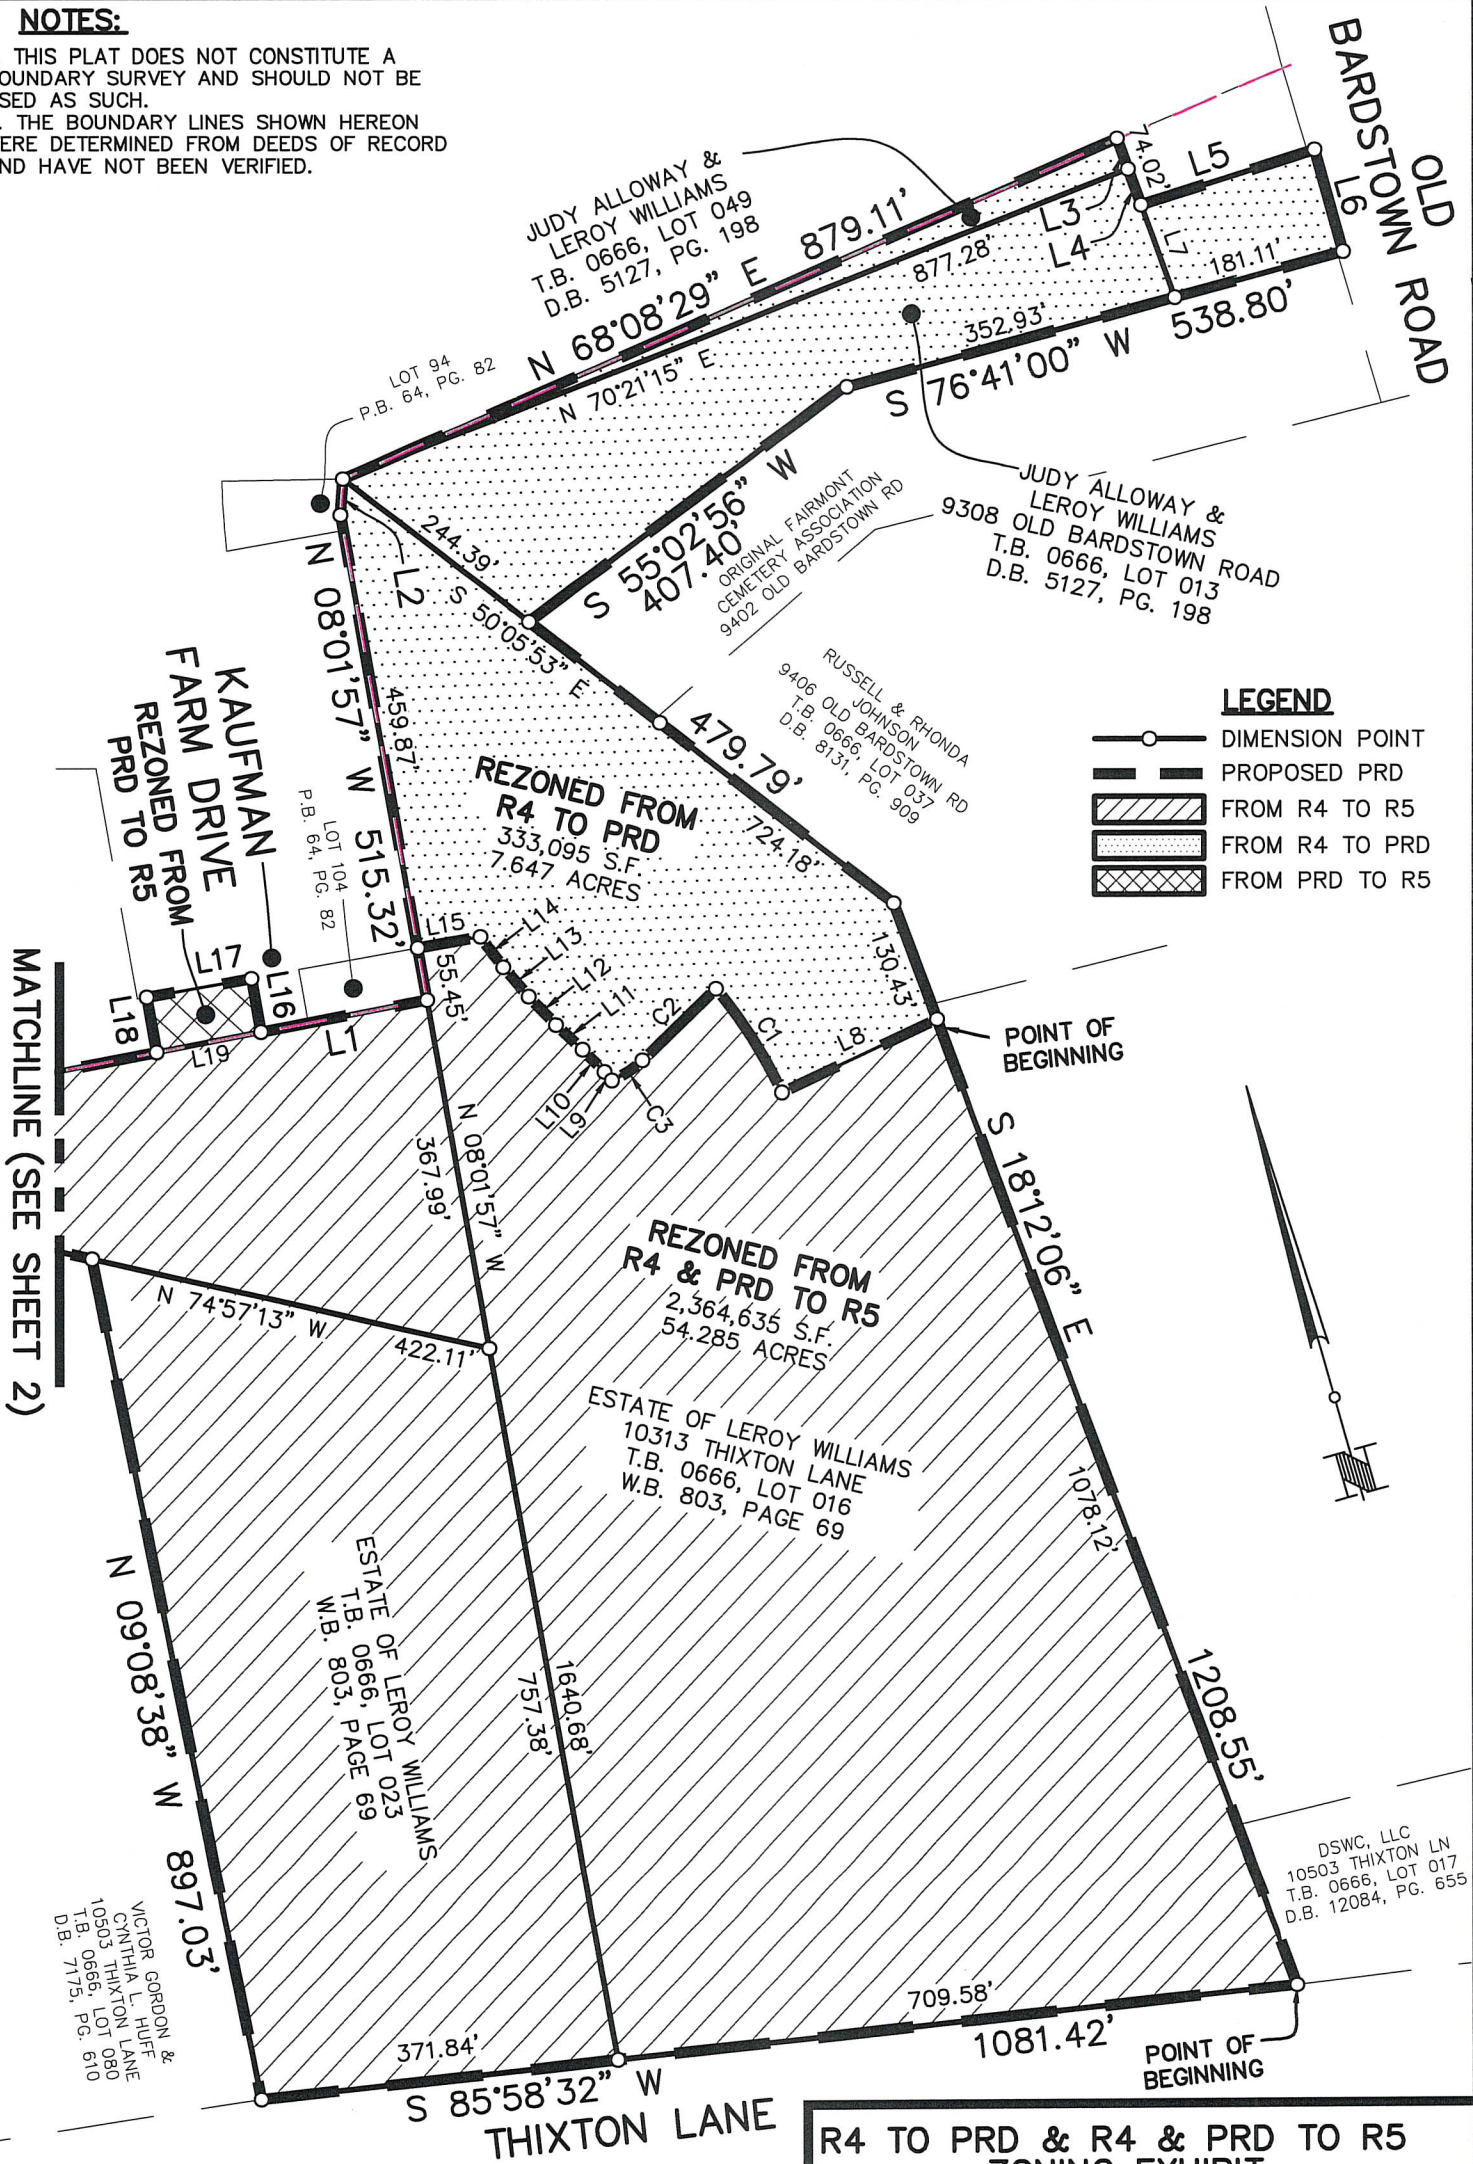 NOTES:
THIS PLAT DOES NOT CONSTITUTE A
OUNDARY SURVEY AND SHOULD NOT BE
SED AS SUCH.
. THE BOUNDARY LINES SHOWN HEREON
ERE DETERMINED FROM DEEDS OF RECORD
ND HAVE NOT BEEN VERIFIED.
OLD
BARDSTOWN ROAD
JUDY ALLOWAY &
LEROY WILLIAMS
T.B. 0666, LOT 049
D.B. 5127, PG. 198
N 68°08'29" E 879.11'
N 70°21'15" E
877.28'
74.02'
L3
L4
L5
L6
L7
181.11'
352.93'
S 76°41'00" W 538.80'
LOT 94
P.B. 64, PG. 82
S 55°02'56" W
407.40'
ORIGINAL FAIRMONT
CEMETERY ASSOCIATION
9402 OLD BARDSTOWN RD
JUDY ALLOWAY &
LEROY WILLIAMS
9308 OLD BARDSTOWN ROAD
T.B. 0666, LOT 013
D.B. 5127, PG. 198
244.39'
S 50°05'53" E
479.79'
724.18'
L2
N 08°01'57" W 515.32'
459.87'
RUSSELL & RHONDA
JOHNSON
9406 OLD BARDSTOWN RD
T.B. 0666, LOT 037
D.B. 8131, PG. 909
LEGEND
DIMENSION POINT
PROPOSED PRD
FROM R4 TO R5
FROM R4 TO PRD
FROM PRD TO R5
REZONED FROM
R4 TO PRD
333,095 S.F.
7.647 ACRES
KAUFMAN
FARM DRIVE
REZONED FROM
PRD TO R5
LOT 104
P.B. 64, PG. 82
L15
L14
L13
L12
L11
L10
L9
C3
C2
C1
L8
130.43'
55.45'
L17
L16
L18
L19
L1
POINT OF
BEGINNING
MATCHLINE (SEE SHEET 2)
N 08°01'57" W
367.99'
S 18°12'06" E
1208.55'
1078.12'
REZONED FROM
R4 & PRD TO R5
2,364,635 S.F.
54.285 ACRES
N 74°57'13" W
422.11'
ESTATE OF LEROY WILLIAMS
10313 THIXTON LANE
T.B. 0666, LOT 016
W.B. 803, PAGE 69
N
ESTATE OF LEROY WILLIAMS
T.B. 0666, LOT 023
W.B. 803, PAGE 69
1640.68'
757.38'
N 09°08'38" W 897.03'
DSWC, LLC
10503 THIXTON LN
T.B. 0666, LOT 017
D.B. 12084, PG. 655
VICTOR GORDON &
CYNTHIA L. HUFF
10503 THIXTON LANE
T.B. 0666, LOT 080
D.B. 7175, PG. 610
709.58'
1081.42'
371.84'
S 85°58'32" W
THIXTON LANE
POINT OF
BEGINNING
R4 TO PRD & R4 & PRD TO R5
ZONING EXHIBIT